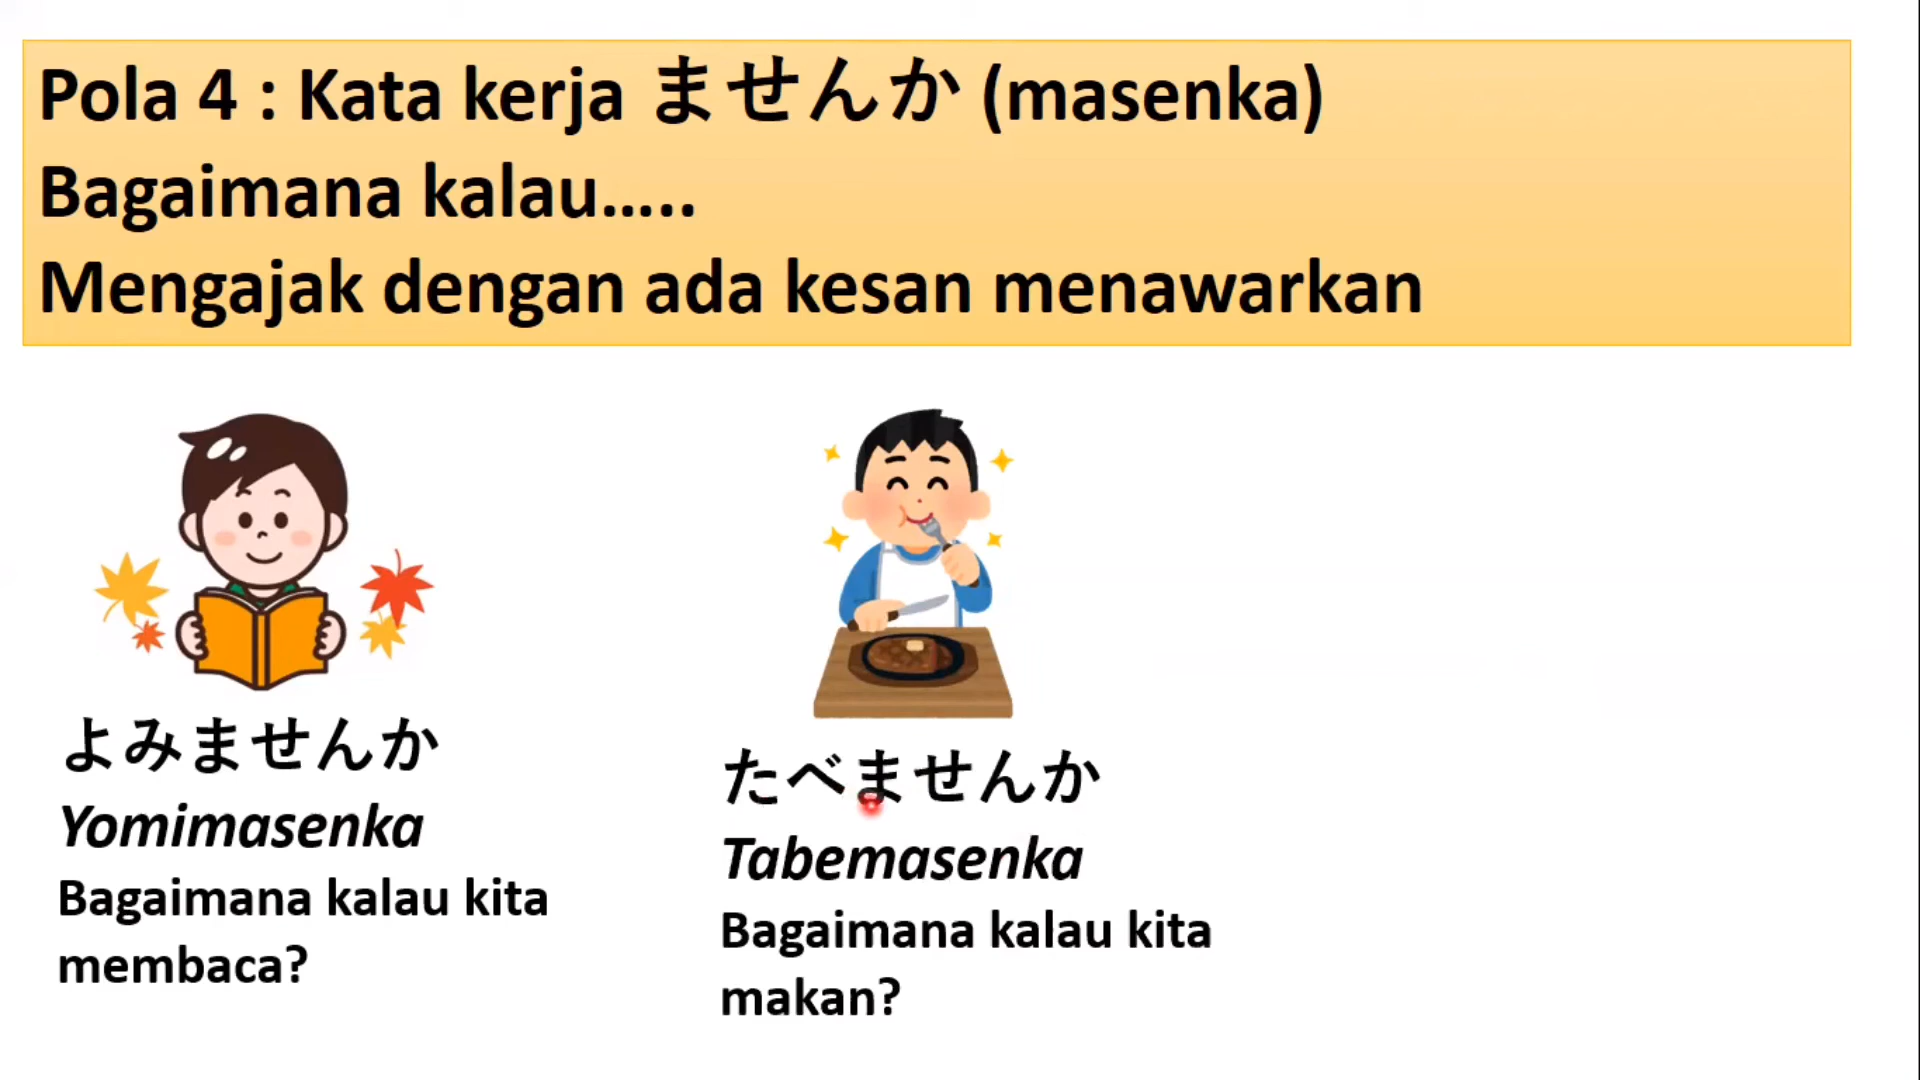 Pola 4 : Kata kerja ませんか (masenka)
Bagaimana kalau.....
Mengajak dengan ada kesan menawarkan
よみませんか
Yomimasenka
Bagaimana kalau kita
membaca?
たべませんか
Tabemasenka
Bagaimana kalau kita
makan?